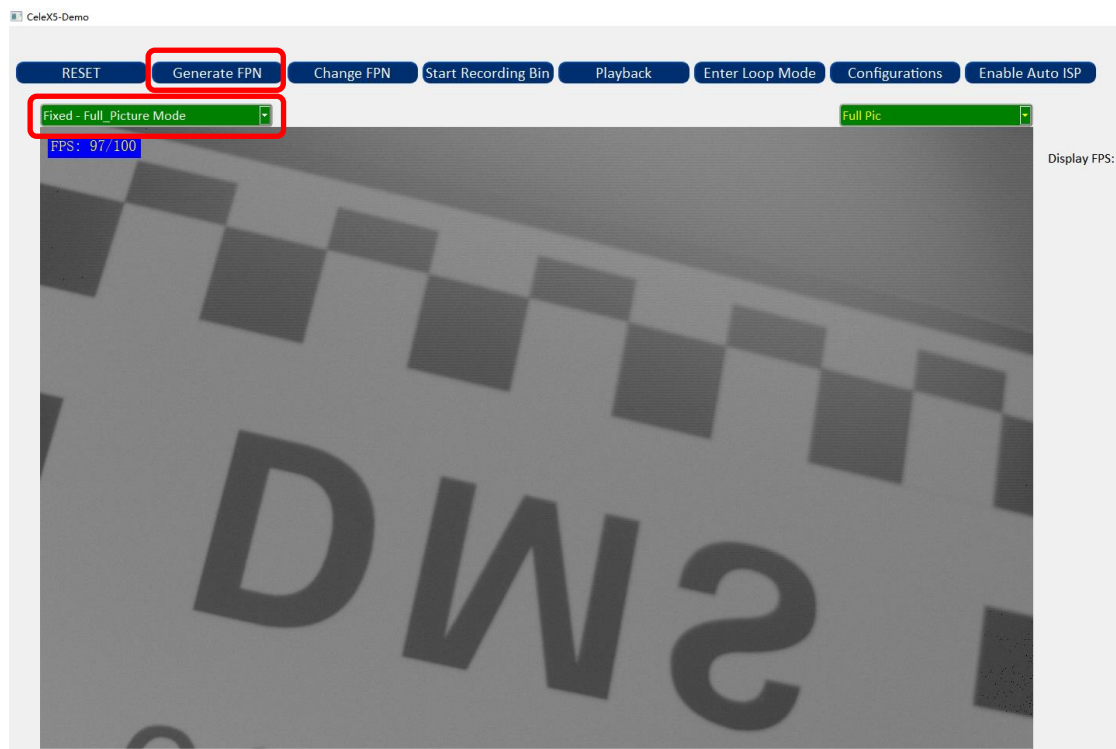 CeleX5-Demo
RESET
Generate FPN
Change FPN
Start Recording Bin
Playback
Enter Loop Mode
Configurations
Enable Auto ISP
Fixed - Full_Picture Mode
Full Pic
FPS: 97/100
Display FPS:
DMS